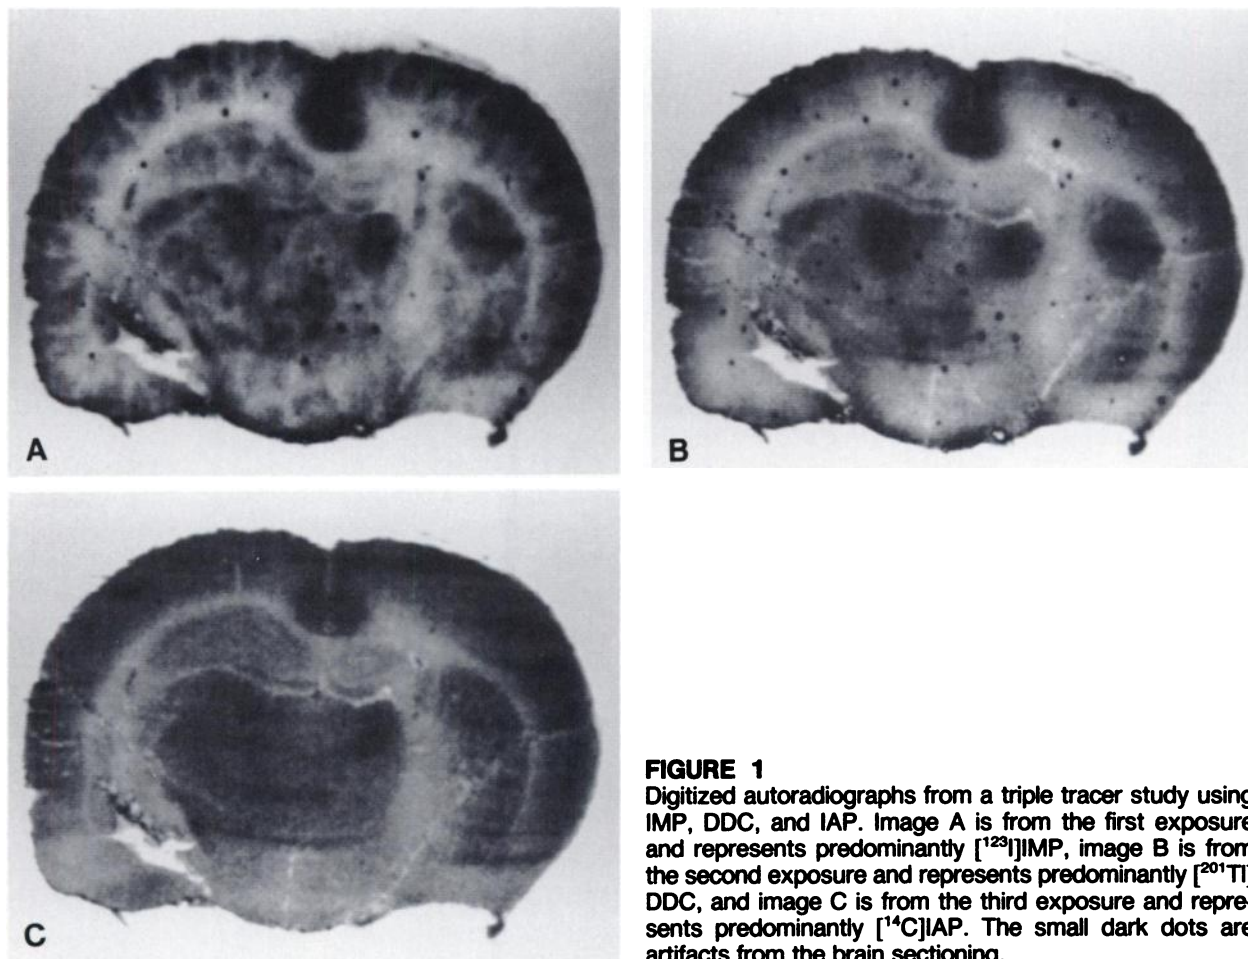 A
B
C
FIGURE 1
Digitized autoradiographs from a triple tracer study using
IMP, DDC, and IAP. Image A is from the first exposure
and represents predominantly [¹²³I]IMP, image B is from
the second exposure and represents predominantly [²⁰¹Tl]
DDC, and image C is from the third exposure and repre-
sents predominantly [¹⁴C]IAP. The small dark dots are
artifacts from the brain sectioning.